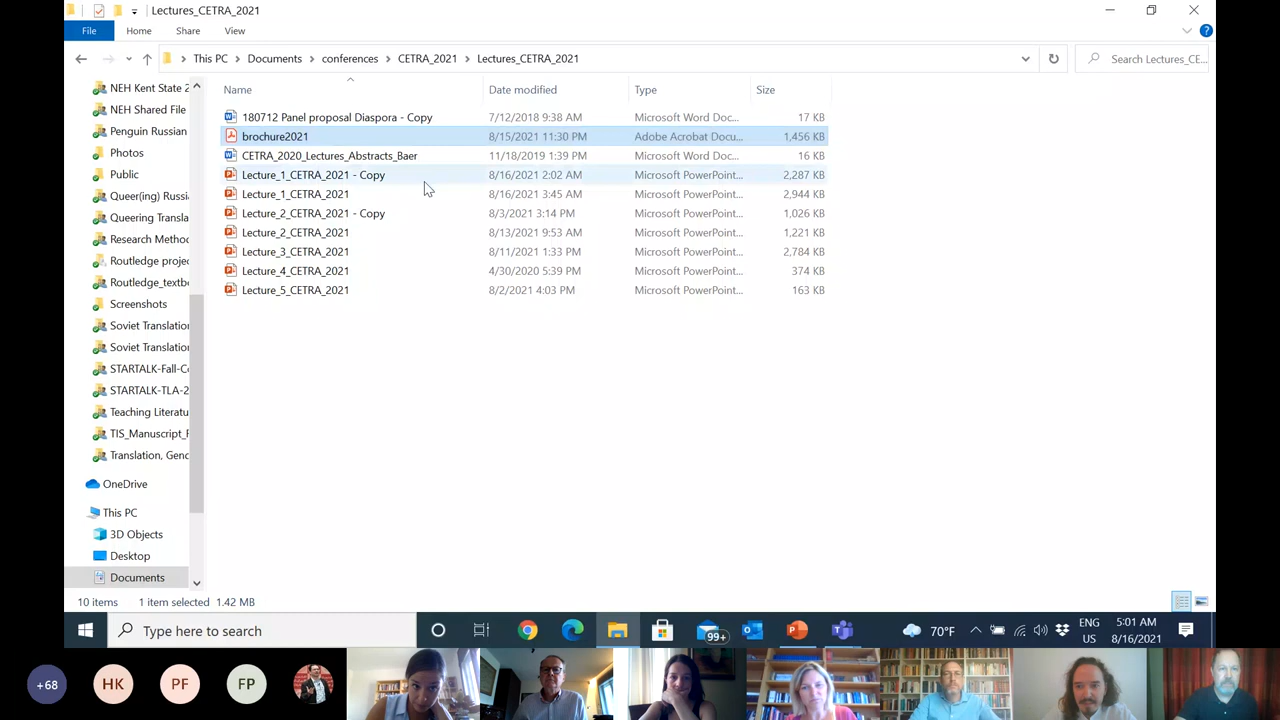 Lectures_CETRA_2021
File Home Share View
This PC Documents conferences CETRA_2021 Lectures_CETRA_2021 Search Lectures_CE...
Name Date modified Type Size
180712 Panel proposal Diaspora - Copy 7/12/2018 9:38 AM Microsoft Word Doc... 17 KB
brochure2021 8/15/2021 11:30 PM Adobe Acrobat Docu... 1,456 KB
CETRA_2020_Lectures_Abstracts_Baer 11/18/2019 1:39 PM Microsoft Word Doc... 16 KB
Lecture_1_CETRA_2021 - Copy 8/16/2021 2:02 AM Microsoft PowerPoint... 2,287 KB
Lecture_1_CETRA_2021 8/16/2021 3:45 AM Microsoft PowerPoint... 2,944 KB
Lecture_2_CETRA_2021 - Copy 8/3/2021 3:14 PM Microsoft PowerPoint... 1,026 KB
Lecture_2_CETRA_2021 8/13/2021 9:53 AM Microsoft PowerPoint... 1,221 KB
Lecture_3_CETRA_2021 8/11/2021 1:33 PM Microsoft PowerPoint... 2,784 KB
Lecture_4_CETRA_2021 4/30/2020 5:39 PM Microsoft PowerPoint... 374 KB
Lecture_5_CETRA_2021 8/2/2021 4:03 PM Microsoft PowerPoint... 163 KB
NEH Kent State 2
NEH Shared File
Penguin Russian
Photos
Public
Queer(ing) Russi
Queering Transla
Research Method
Routledge projec
Routledge_textb
Screenshots
Soviet Translatio
Soviet Translatio
STARTALK-Fall-Co
STARTALK-TLA-2
Teaching Literatu
TIS_Manuscript_F
Translation, Genc
OneDrive
This PC
3D Objects
Desktop
Documents
10 items 1 item selected 1.42 MB
Type here to search 99+ 70°F ENG US 5:01 AM 8/16/2021
+68 HK PF FP